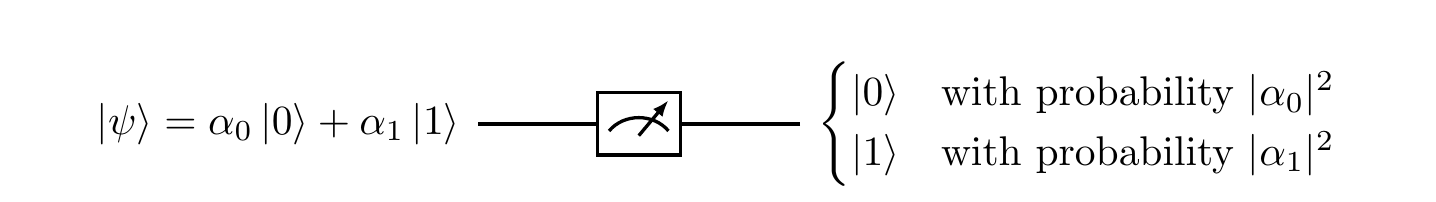 |ψ⟩ = α₀ |0⟩ + α₁ |1⟩
|0⟩ with probability |α₀|²
|1⟩ with probability |α₁|²